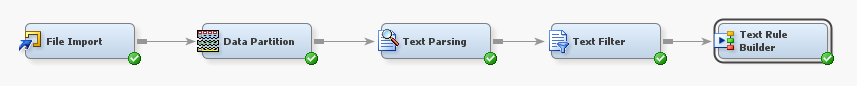 File Import
Data Partition
Text Parsing
Text Filter
Text Rule
Builder